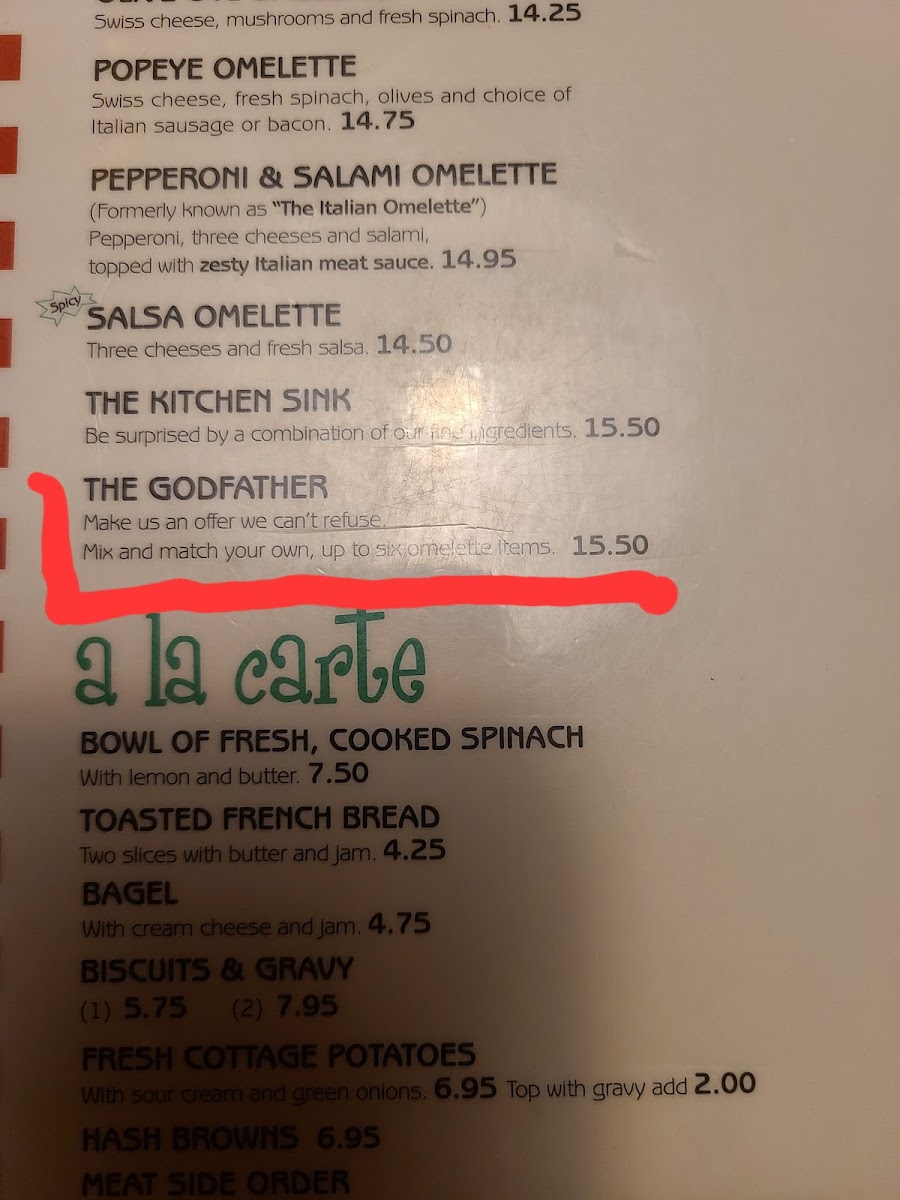 Swiss cheese, mushrooms and fresh spinach. 14.25
POPEYE OMELETTE
Swiss cheese, fresh spinach, olives and choice of
Italian sausage or bacon. 14.75
PEPPERONI & SALAMI OMELETTE
(Formerly known as "The Italian Omelette")
Pepperoni, three cheeses and salami,
topped with zesty Italian meat sauce. 14.95
Spicy
SALSA OMELETTE
Three cheeses and fresh salsa. 14.50
THE KITCHEN SINK
Be surprised by a combination of our fine ingredients. 15.50
THE GODFATHER
Make us an offer we can't refuse.
Mix and match your own, up to six omelette items. 15.50
a la carte
BOWL OF FRESH, COOKED SPINACH
With lemon and butter. 7.50
TOASTED FRENCH BREAD
Two slices with butter and jam. 4.25
BAGEL
With cream cheese and jam. 4.75
BISCUITS & GRAVY
(1) 5.75 (2) 7.95
FRESH COTTAGE POTATOES
With sour cream and green onions. 6.95 Top with gravy add 2.00
HASH BROWNS 6.95
MEAT SIDE ORDER